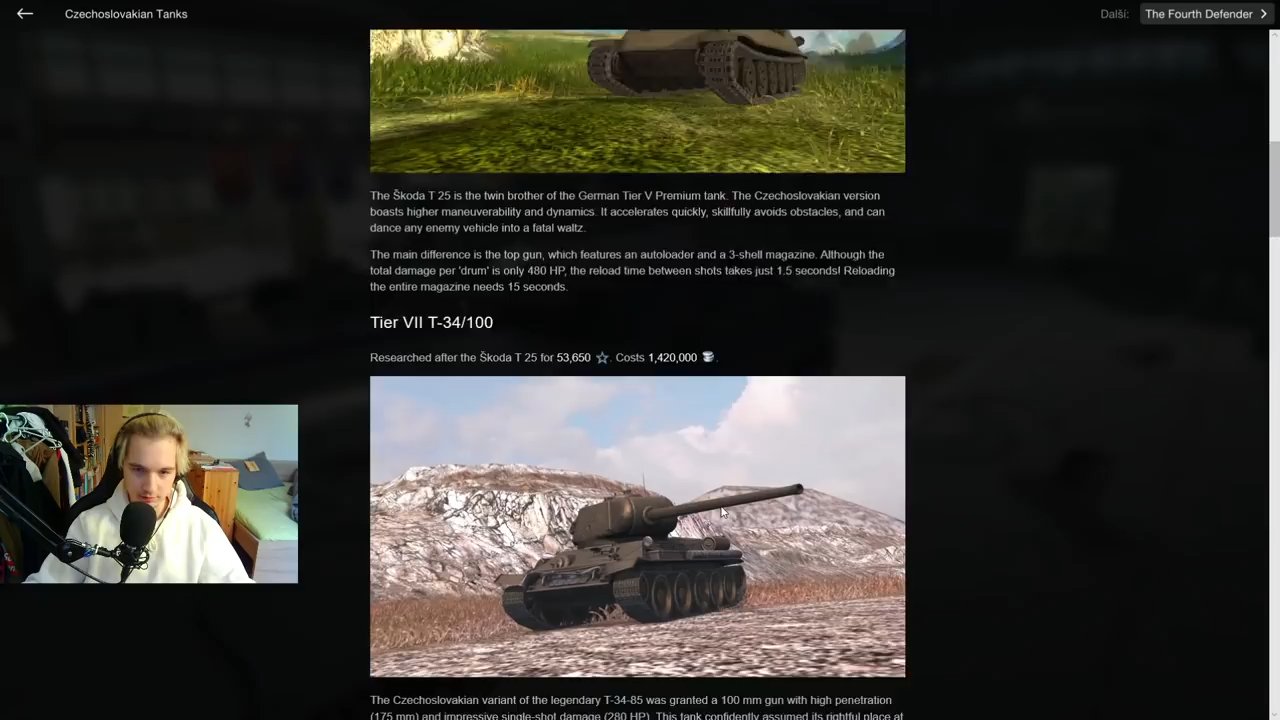 Czechoslovakian Tanks
Další: The Fourth Defender
The Škoda T 25 is the twin brother of the German Tier V Premium tank. The Czechoslovakian version
boasts higher maneuverability and dynamics. It accelerates quickly, skillfully avoids obstacles, and can
dance any enemy vehicle into a fatal waltz.
The main difference is the top gun, which features an autoloader and a 3-shell magazine. Although the
total damage per 'drum' is only 480 HP, the reload time between shots takes just 1.5 seconds! Reloading
the entire magazine needs 15 seconds.
Tier VII T-34/100
Researched after the Škoda T 25 for 53,650 . Costs 1,420,000 .
The Czechoslovakian variant of the legendary T-34-85 was granted a 100 mm gun with high penetration
(175 mm) and impressive single-shot damage (280 HP). This tank confidently assumed its rightful place at